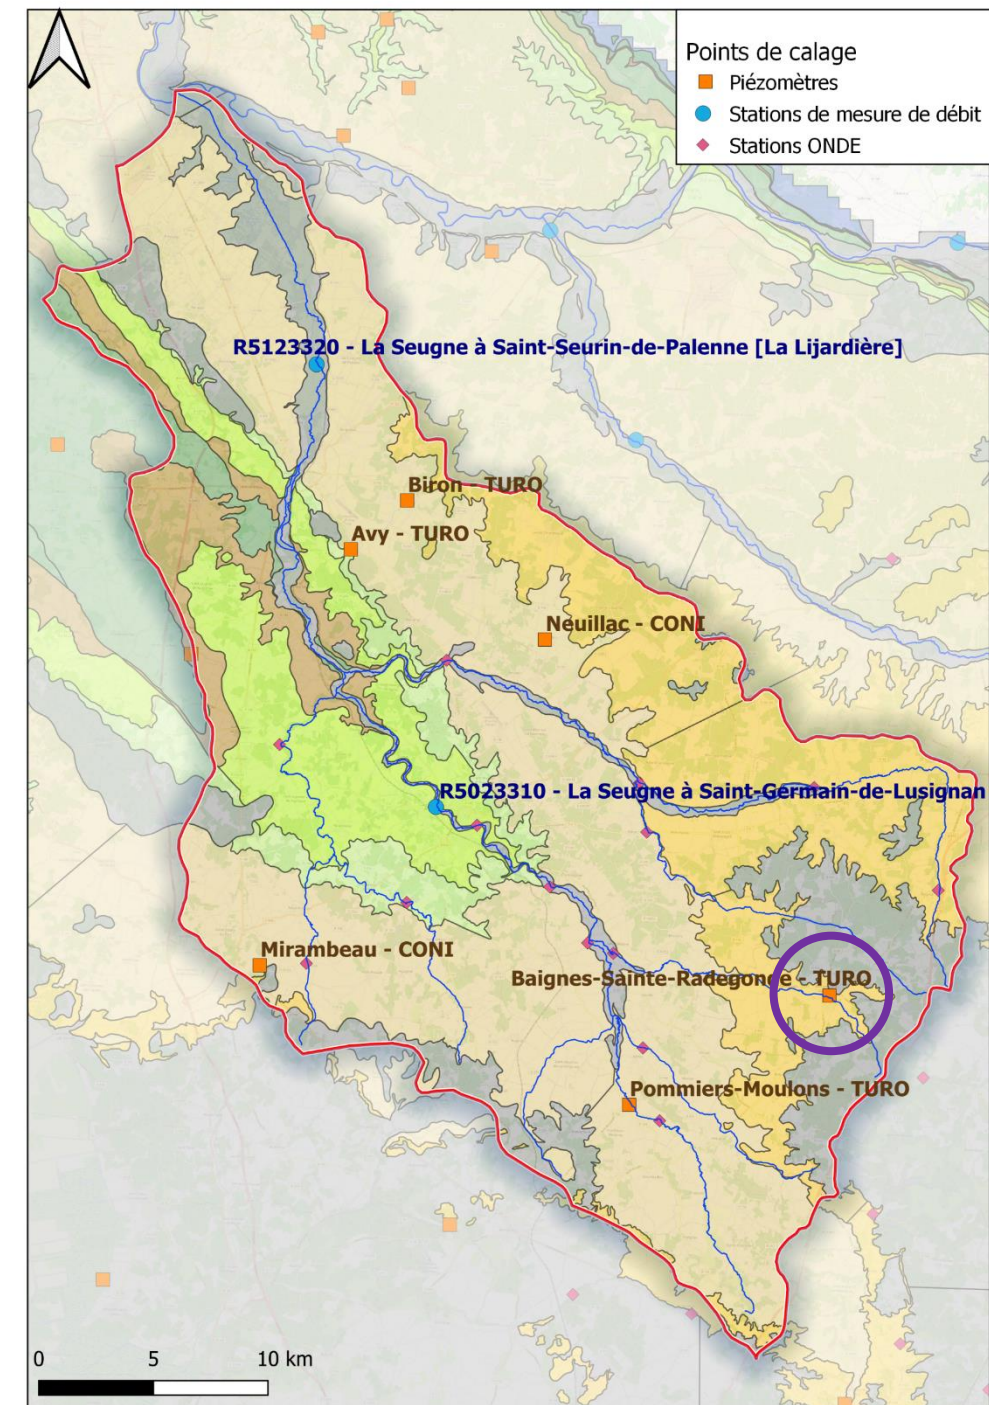 Points de calage
Piézomètres
Stations de mesure de débit
Stations ONDE
R5123320 - La Seugne à Saint-Seurin-de-Palenne [La Lijardière]
Biron - TURO
Avy - TURO
Neuillac - CONI
R5023310 - La Seugne à Saint-Germain-de-Lusignan
Mirambeau - CONI
Baignes-Sainte-Radegonde - TURO
Pommiers-Moulons - TURO
0 5 10 km